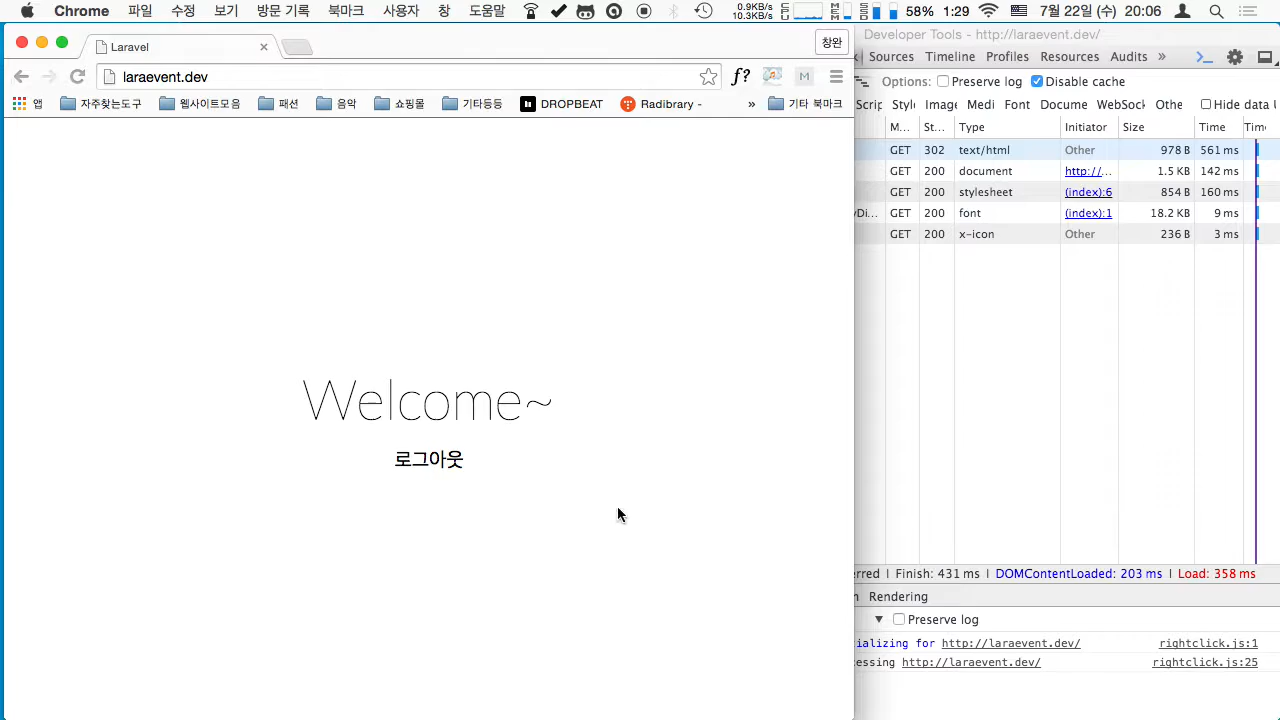 Chrome 파일 수정 보기 방문 기록 북마크 사용자 창 도움말 0.9KB/s 10.3KB/s 58% 1:29 7월 22일 (수) 20:06
Laravel 창완
laraevent.dev f?
앱 자주찾는도구 웹사이트모음 패션 음악 쇼핑몰 기타등등 DROPBEAT Radibrary - » 기타 북마크
Welcome~
로그아웃
Developer Tools - http://laraevent.dev/
Sources Timeline Profiles Resources Audits »
Options: Preserve log Disable cache
Scrip Style Image Medi Font Docume WebSock Othe Hide data
M... St... Type Initiator Size Time
GET 302 text/html Other 978 B 561 ms
GET 200 document http://... 1.5 KB 142 ms
GET 200 stylesheet (index):6 854 B 160 ms
GET 200 font (index):1 18.2 KB 9 ms
GET 200 x-icon Other 236 B 3 ms
erred | Finish: 431 ms | DOMContentLoaded: 203 ms | Load: 358 ms
Rendering
▼ Preserve log
ializing for http://laraevent.dev/ rightclick.js:1
essing http://laraevent.dev/ rightclick.js:25